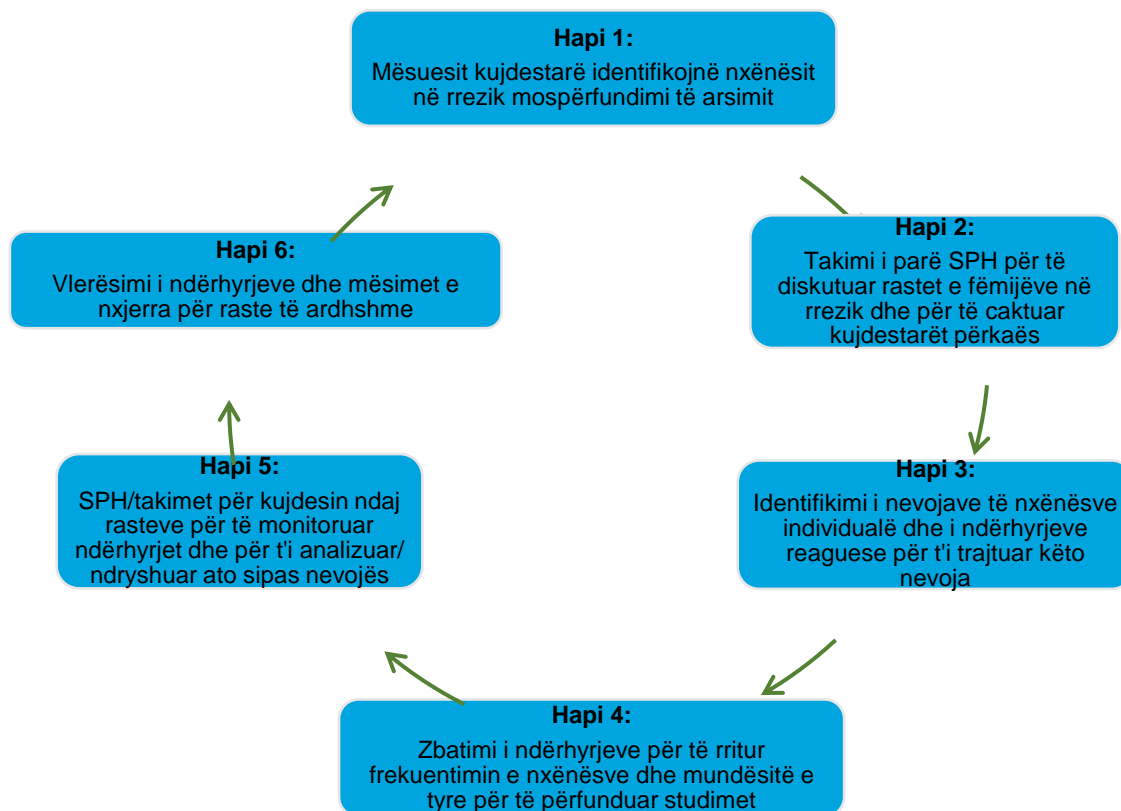 Hapi 1:
Mësuesit kujdestarë identifikojnë nxënësit
në rrezik mospërfundimi të arsimit
Hapi 2:
Takimi i parë SPH për të
diskutuar rastet e fëmijëve në
rrezik dhe për të caktuar
kujdestarët përkaës
Hapi 3:
Identifikimi i nevojave të nxënësve
individualë dhe i ndërhyrjeve
reaguese për t'i trajtuar këto
nevoja
Hapi 4:
Zbatimi i ndërhyrjeve për të rritur
frekuentimin e nxënësve dhe mundësitë e
tyre për të përfunduar studimet
Hapi 5:
SPH/takimet për kujdesin ndaj
rasteve për të monitoruar
ndërhyrjet dhe për t'i analizuar/
ndryshuar ato sipas nevojës
Hapi 6:
Vlerësimi i ndërhyrjeve dhe mësimet e
nxjerra për raste të ardhshme